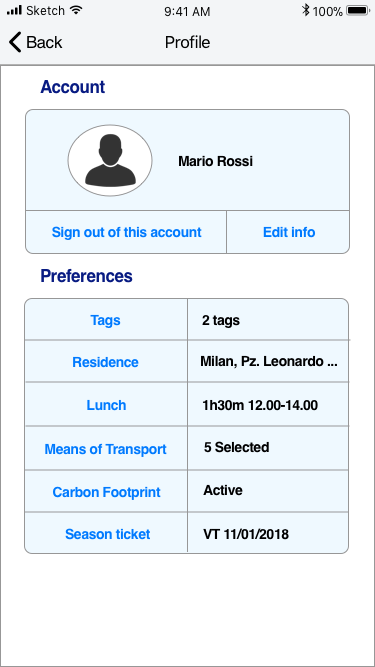 Sketch 9:41 AM 100%
Back Profile
Account
Mario Rossi
Sign out of this account Edit info
Preferences
Tags 2 tags
Residence Milan, Pz. Leonardo ...
Lunch 1h30m 12.00-14.00
Means of Transport 5 Selected
Carbon Footprint Active
Season ticket VT 11/01/2018